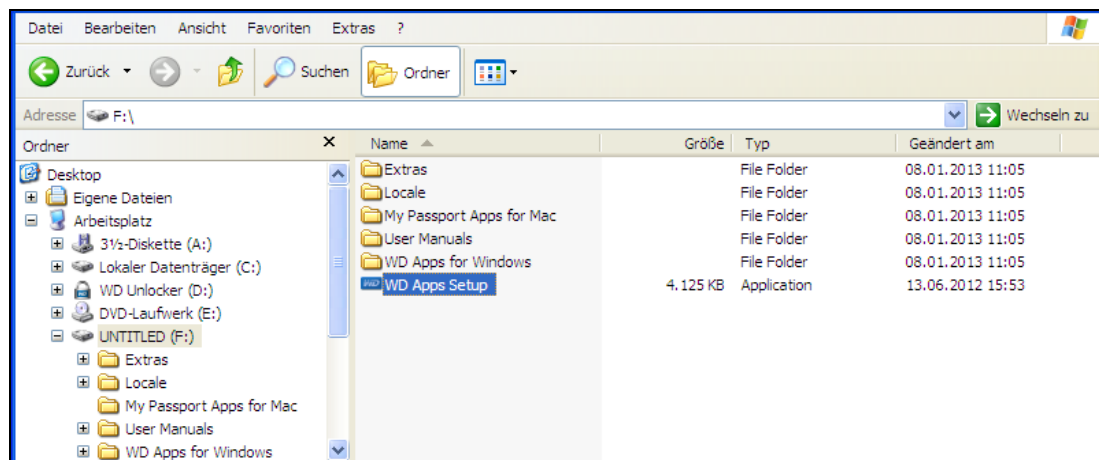 Datei Bearbeiten Ansicht Favoriten Extras ?
Zurück Suchen Ordner
Adresse F:\ Wechseln zu
Ordner
Desktop
Eigene Dateien
Arbeitsplatz
3½-Diskette (A:)
Lokaler Datenträger (C:)
WD Unlocker (D:)
DVD-Laufwerk (E:)
UNTITLED (F:)
Extras
Locale
My Passport Apps for Mac
User Manuals
WD Apps for Windows
Name Größe Typ Geändert am
Extras File Folder 08.01.2013 11:05
Locale File Folder 08.01.2013 11:05
My Passport Apps for Mac File Folder 08.01.2013 11:05
User Manuals File Folder 08.01.2013 11:05
WD Apps for Windows File Folder 08.01.2013 11:05
WD WD Apps Setup 4.125 KB Application 13.06.2012 15:53